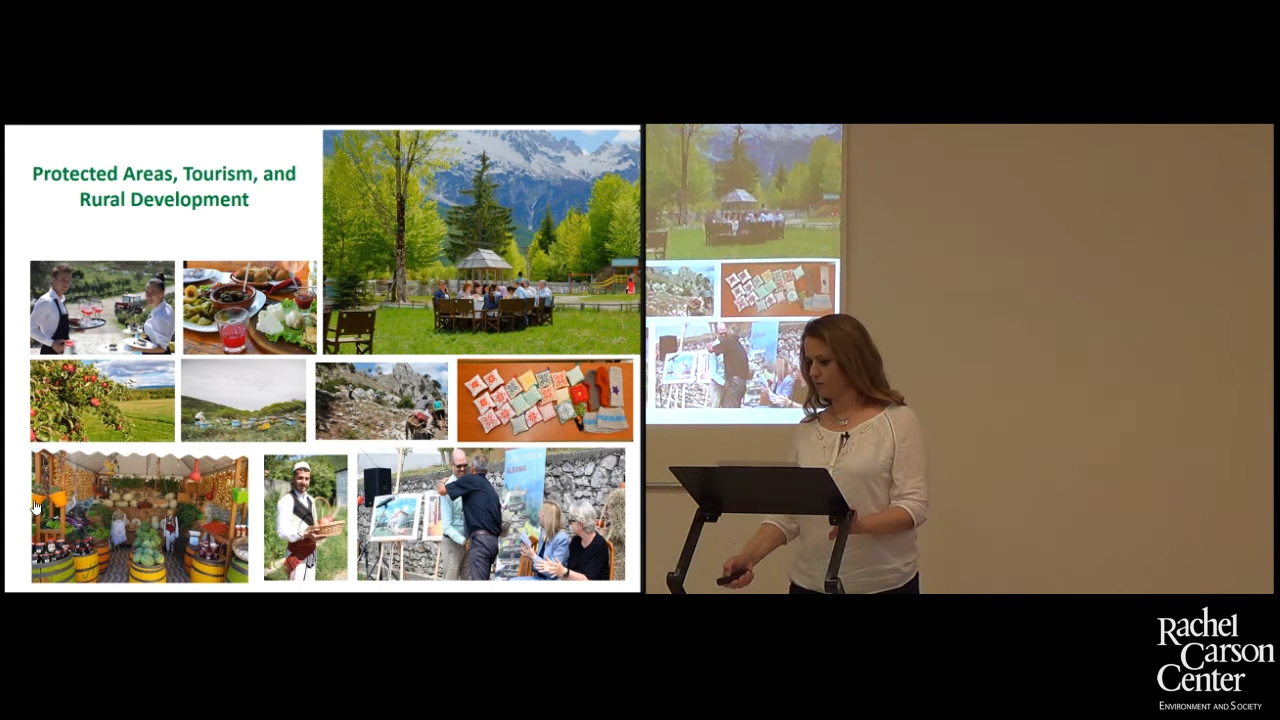 Protected Areas, Tourism, and
Rural Development
ALBANIA
Rachel
Carson
Center
ENVIRONMENT AND SOCIETY